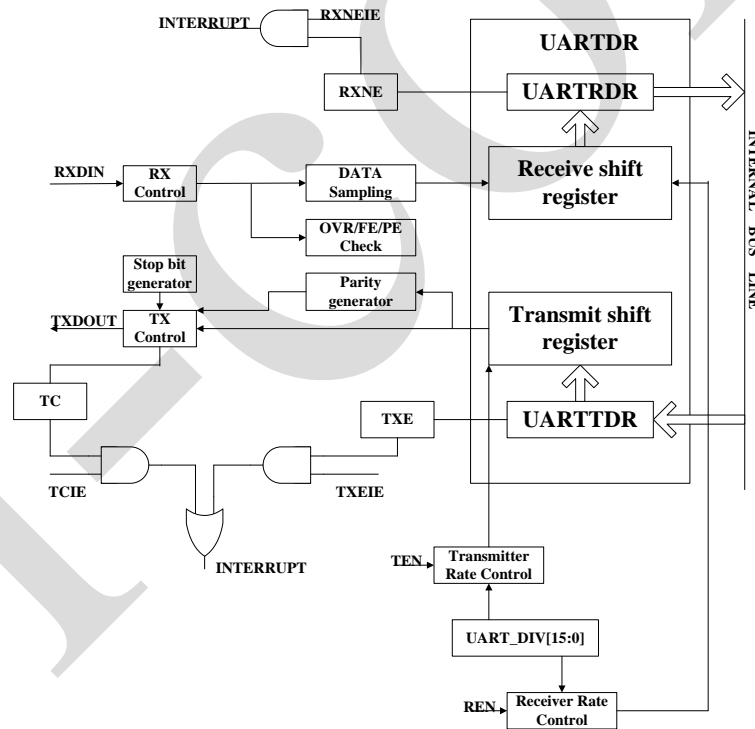 RXNEIE
INTERRUPT
UARTDR
RXNE
UARTRDR
RXDIN
RX
Control
DATA
Sampling
Receive shift
register
OVR/FE/PE
Check
INTERNAL BUS LINE
Stop bit
generator
Parity
generator
TXDOUT
TX
Control
Transmit shift
register
TC
TXE
UARTTDR
TCIE
TXEIE
INTERRUPT
TEN
Transmitter
Rate Control
UART_DIV[15:0]
REN
Receiver Rate
Control